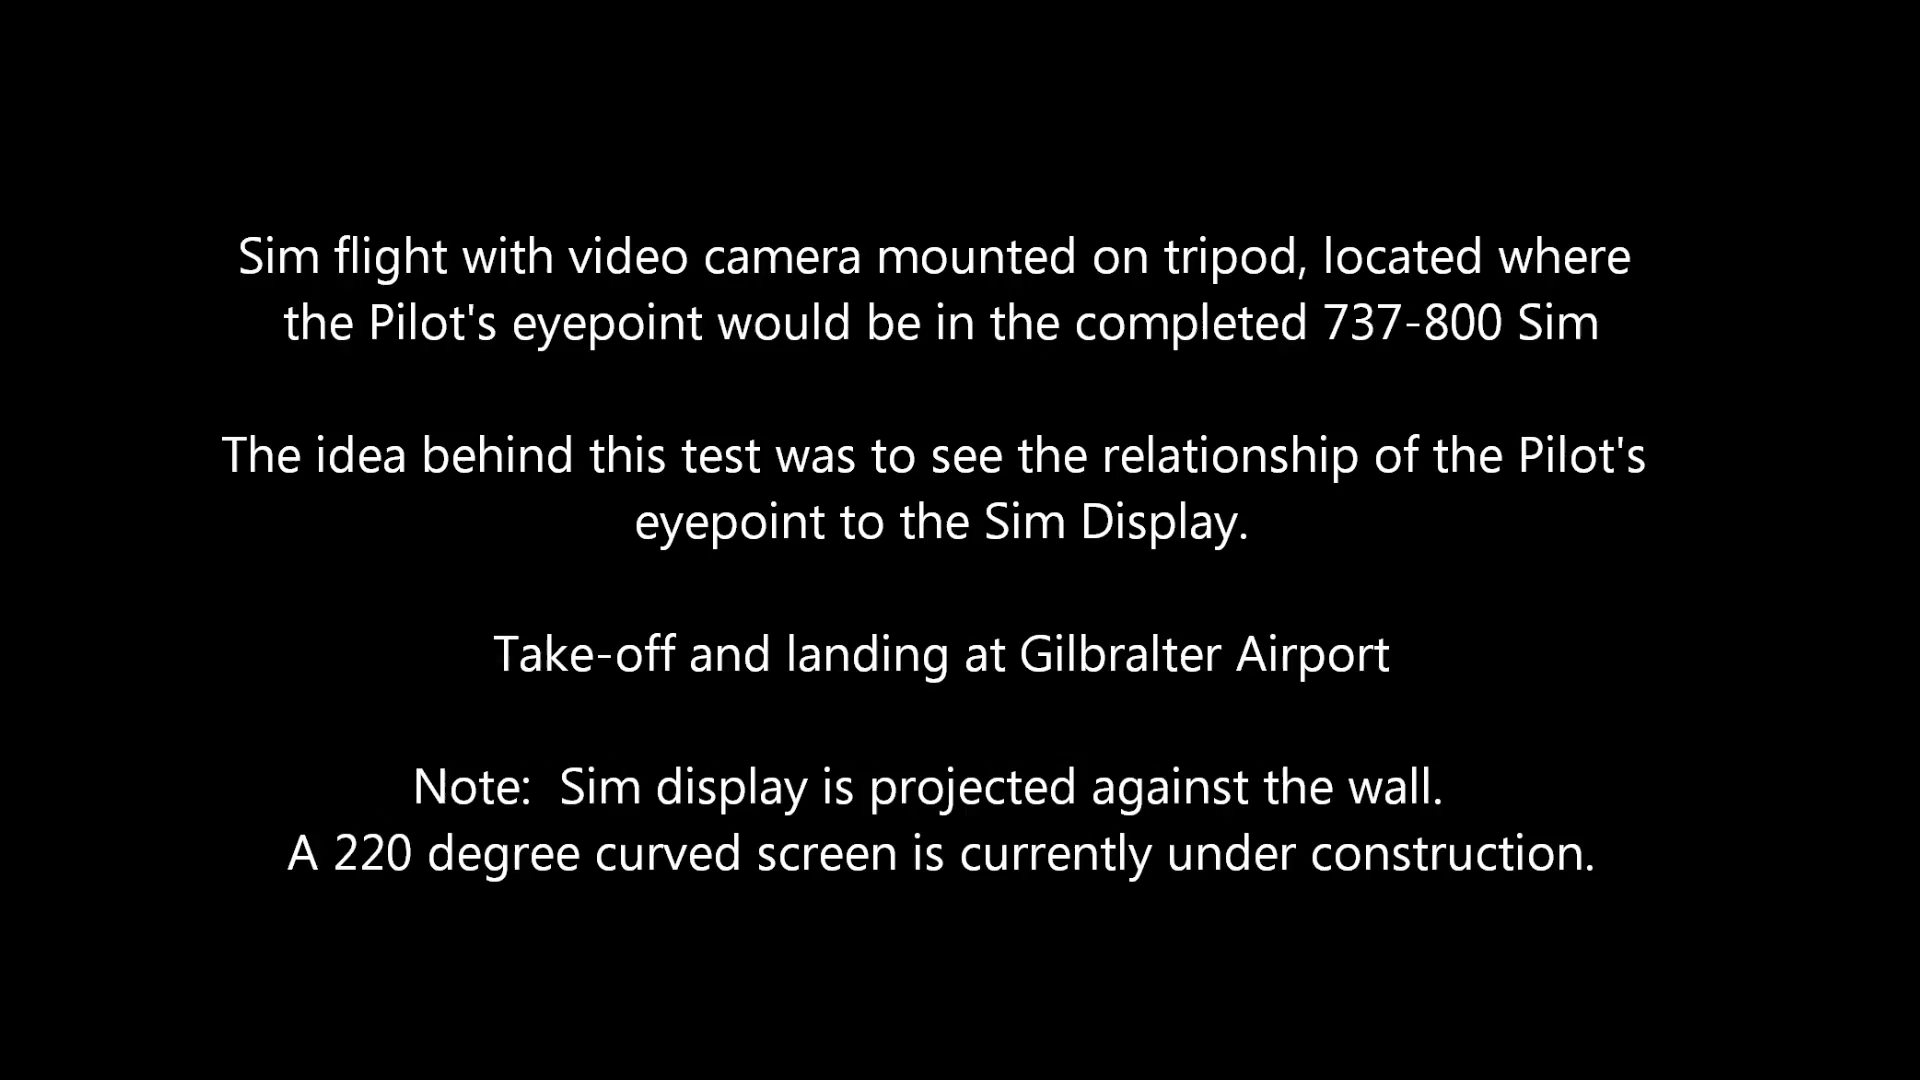 Sim flight with video camera mounted on tripod, located where
the Pilot's eyepoint would be in the completed 737-800 Sim
The idea behind this test was to see the relationship of the Pilot's
eyepoint to the Sim Display.
Take-off and landing at Gilbralter Airport
Note:  Sim display is projected against the wall.
A 220 degree curved screen is currently under construction.